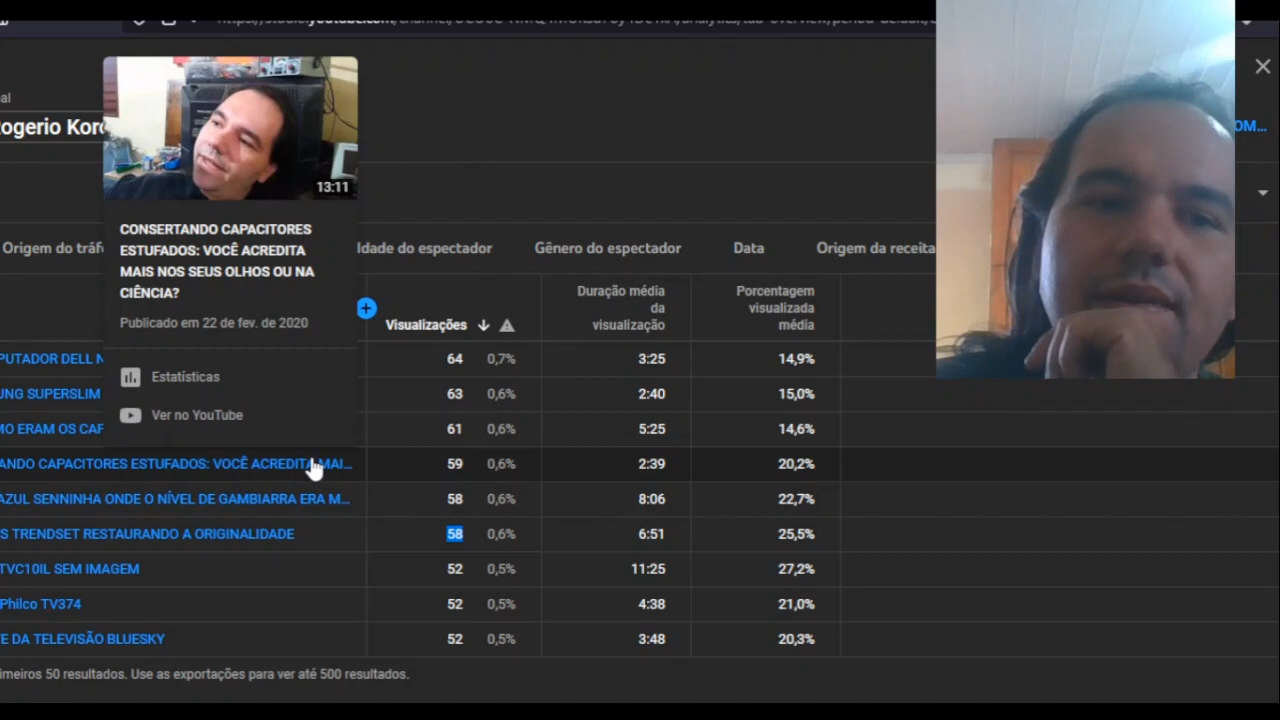 ogerio Kor
13:11
OM...
CONSERTANDO CAPACITORES
ESTUFADOS: VOCÊ ACREDITA
MAIS NOS SEUS OLHOS OU NA
CIÊNCIA?
Publicado em 22 de fev. de 2020
Estatísticas
Ver no YouTube
Origem do tráf
Idade do espectador
Gênero do espectador
Data
Origem da receita
Visualizações
Duração média
da
visualização
Porcentagem
visualizada
média
PUTADOR DELL N 64 0,7% 3:25 14,9%
UNG SUPERSLIM 63 0,6% 2:40 15,0%
MO ERAM OS CAP 61 0,6% 5:25 14,6%
ANDO CAPACITORES ESTUFADOS: VOCÊ ACREDITA MAI... 59 0,6% 2:39 20,2%
AZUL SENNINHA ONDE O NÍVEL DE GAMBIARRA ERA M... 58 0,6% 8:06 22,7%
S TRENDSET RESTAURANDO A ORIGINALIDADE 58 0,6% 6:51 25,5%
TVC10IL SEM IMAGEM 52 0,5% 11:25 27,2%
Philco TV374 52 0,5% 4:38 21,0%
E DA TELEVISÃO BLUESKY 52 0,5% 3:48 20,3%
imeiros 50 resultados. Use as exportações para ver até 500 resultados.